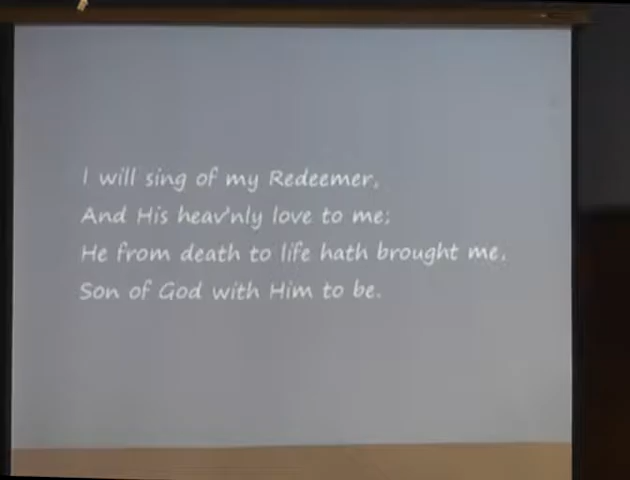 I will sing of my Redeemer,
And His heav'nly love to me;
He from death to life hath brought me,
Son of God with Him to be.